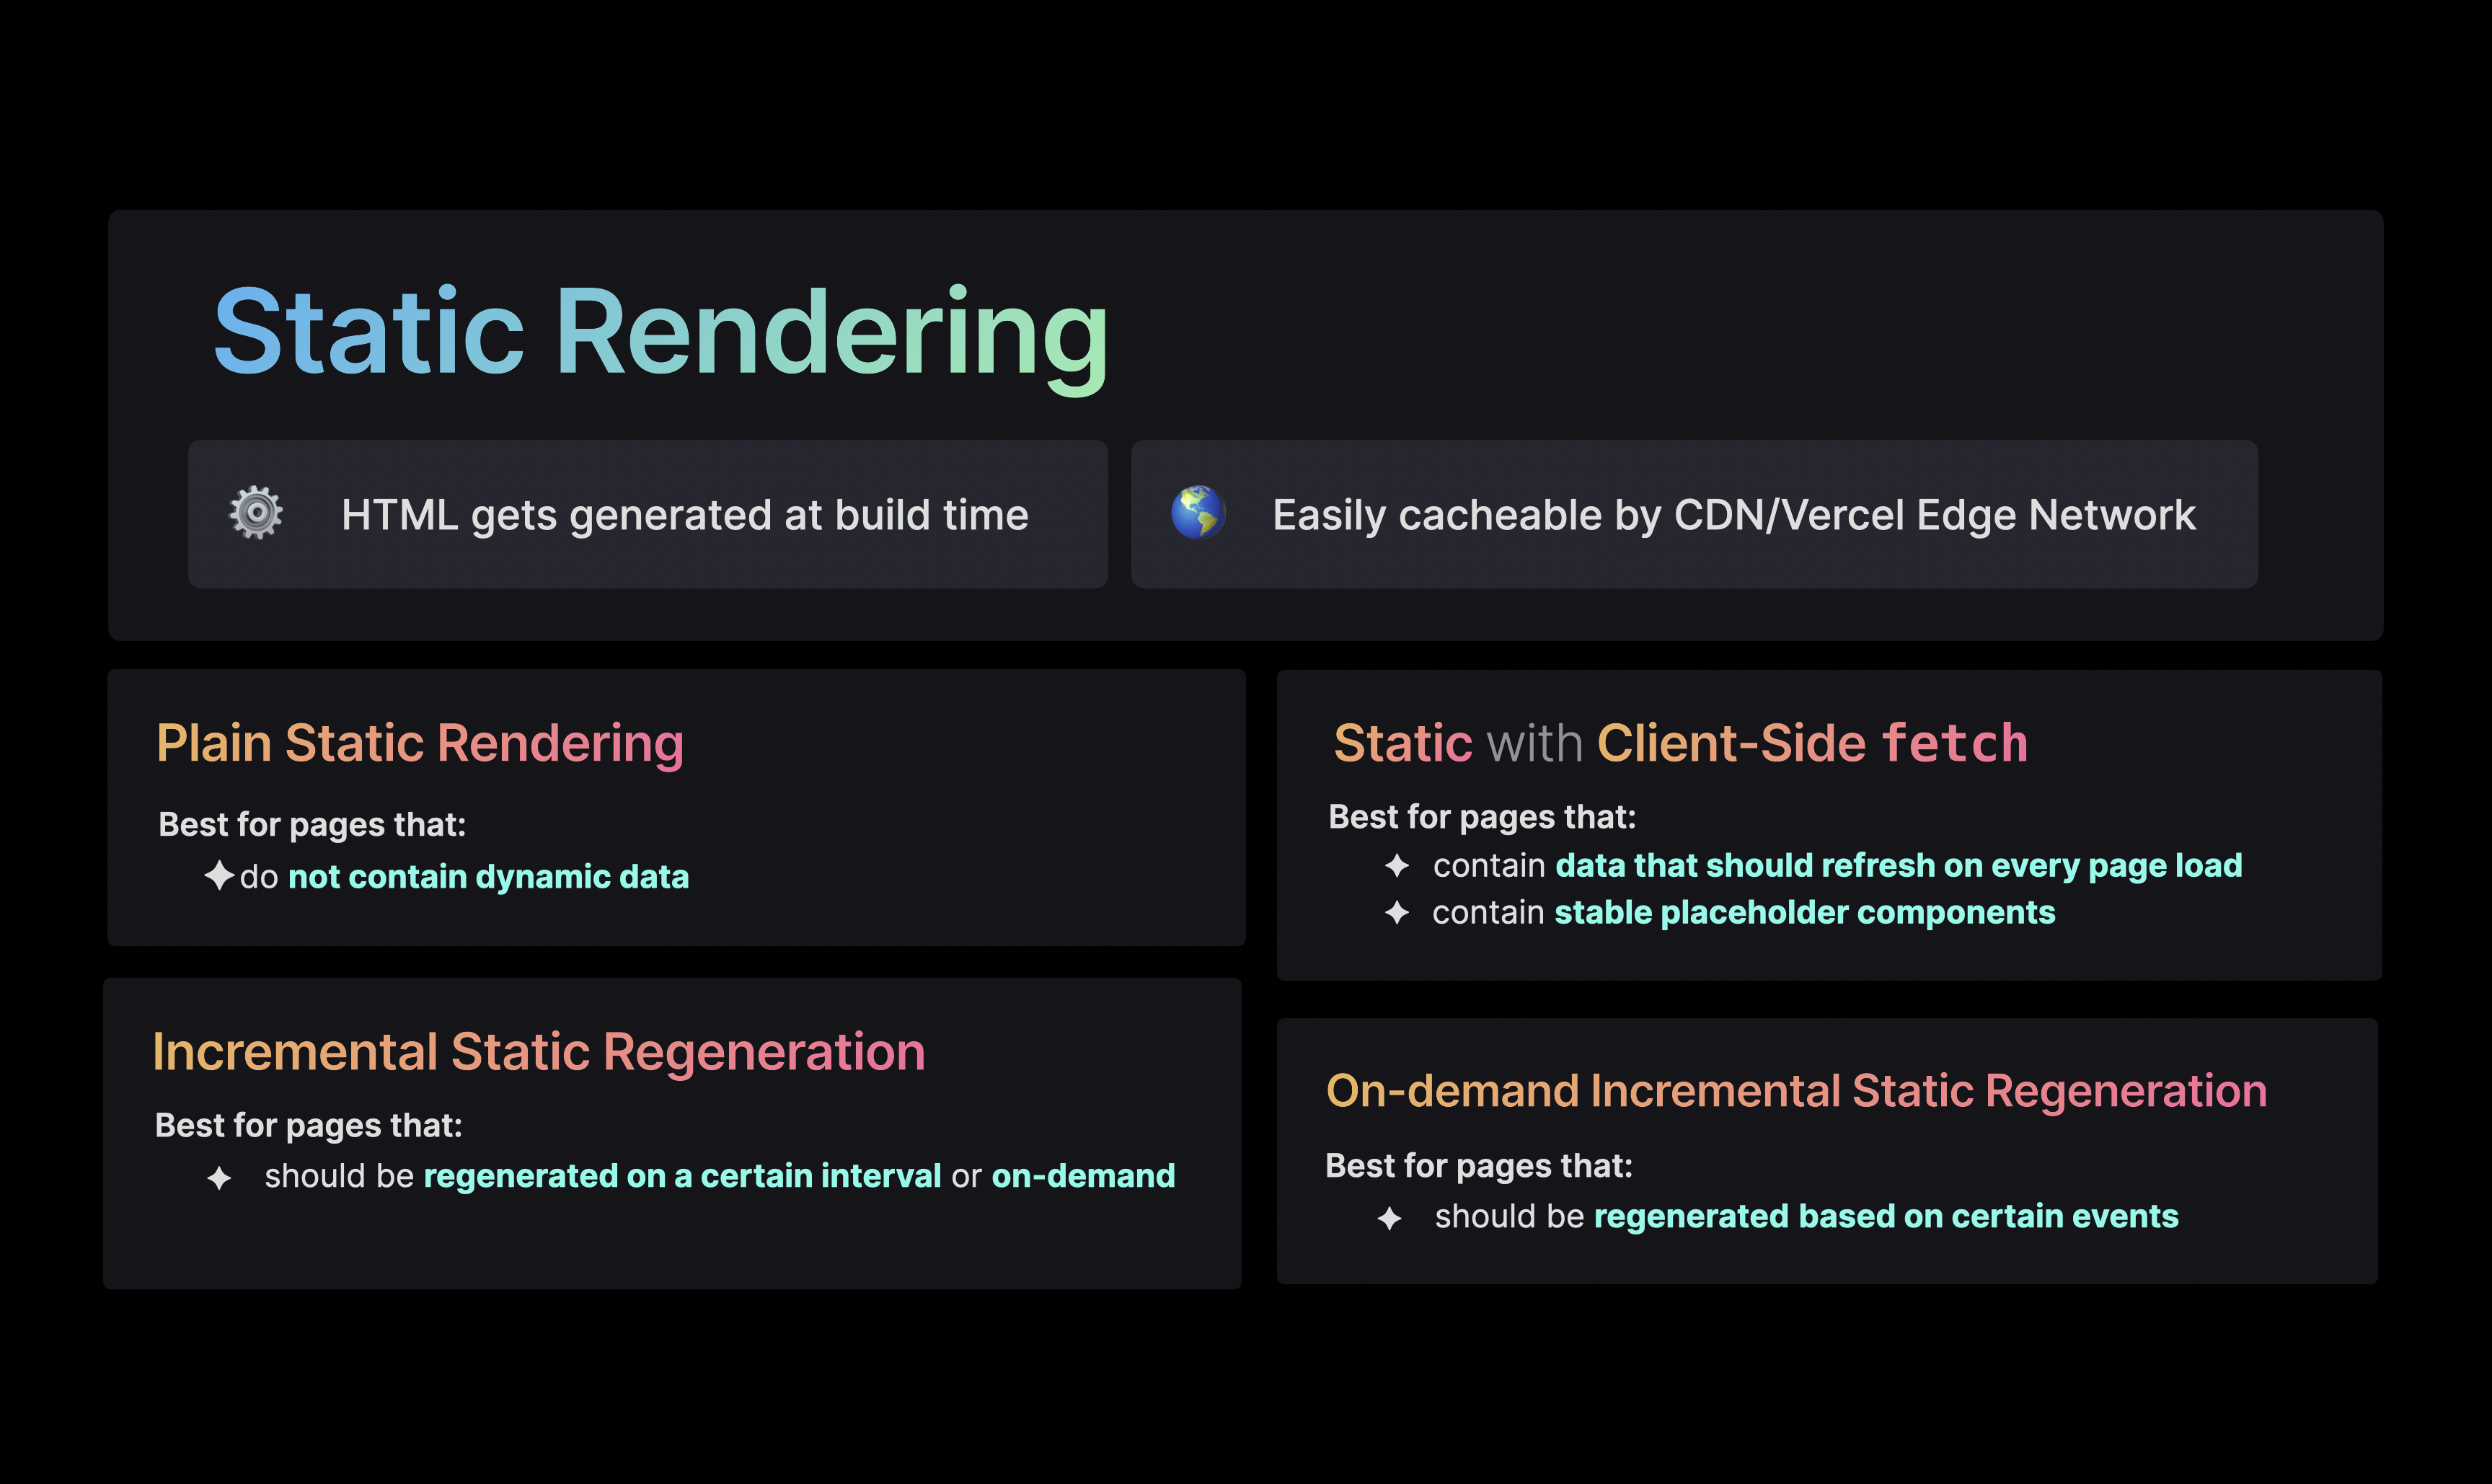 Static Rendering
HTML gets generated at build time
Easily cacheable by CDN/Vercel Edge Network
Plain Static Rendering
Best for pages that:
do not contain dynamic data
Static with Client-Side fetch
Best for pages that:
contain data that should refresh on every page load
contain stable placeholder components
Incremental Static Regeneration
Best for pages that:
should be regenerated on a certain interval or on-demand
On-demand Incremental Static Regeneration
Best for pages that:
should be regenerated based on certain events